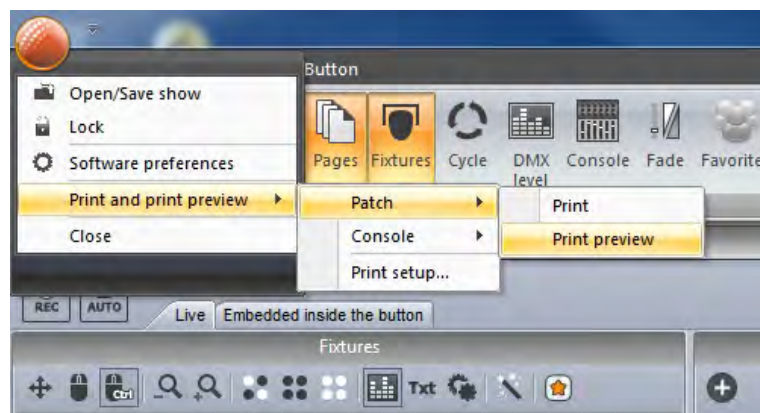 Button
Open/Save show
Lock
Software preferences
Print and print preview
Close
Pages
Fixtures
Cycle
DMX
level
Console
Fade
Favorite
Patch
Console
Print setup...
Print
Print preview
REC
AUTO
Live
Embedded inside the button
Fixtures
Ctrl
Txt